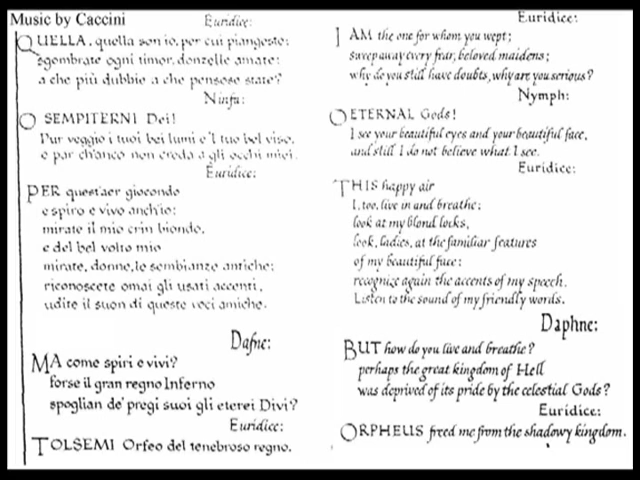 Music by Caccini
Euridice:
QUELLA, quella son io, per cui piangeste;
sgombrate ogni timor, donzelle amate:
a che più dubbie a che pensose state?
Ninfa:
O SEMPITERNI Dei!
Pur veggio i tuoi bei lumi e'l tuo bel viso,
e par ch'anco non creda a gli occhi miei.
Euridice:
PER quest'aer giocondo
e spiro e vivo anch'io;
mirate il mio crin biondo,
e del bel volto mio
mirate, donne, le sembianze antiche;
riconoscete omai gli usati accenti,
udite il suon di queste voci amiche.
Dafne:
MA come spiri e vivi?
forse il gran regno Inferno
spoglian de' pregi suoi gli eterei Divi?
Euridice:
TOLSEMI Orfeo del tenebroso regno.
Euridice:
I AM the one for whom you wept;
sweep away every fear, beloved maidens;
why do you still have doubts, why are you serious?
Nymph:
O ETERNAL Gods!
I see your beautiful eyes and your beautiful face,
and still I do not believe what I see.
Euridice:
THIS happy air
I, too, live in and breathe;
look at my blond locks,
look, ladies, at the familiar features
of my beautiful face;
recognize again the accents of my speech.
Listen to the sound of my friendly words.
Daphne:
BUT how do you live and breathe?
perhaps the great kingdom of Hell
was deprived of its pride by the celestial Gods?
Euridice:
ORPHEUS freed me from the shadowy kingdom.